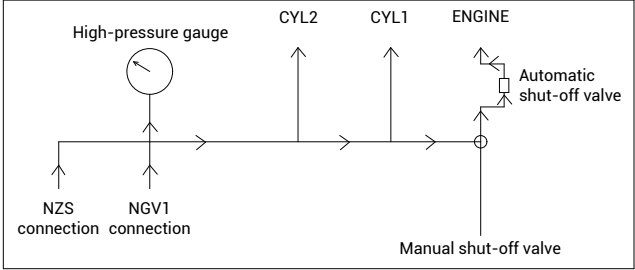 CYL2
CYL1
ENGINE
High-pressure gauge
Automatic
shut-off valve
NZS
connection
NGV1
connection
Manual shut-off valve